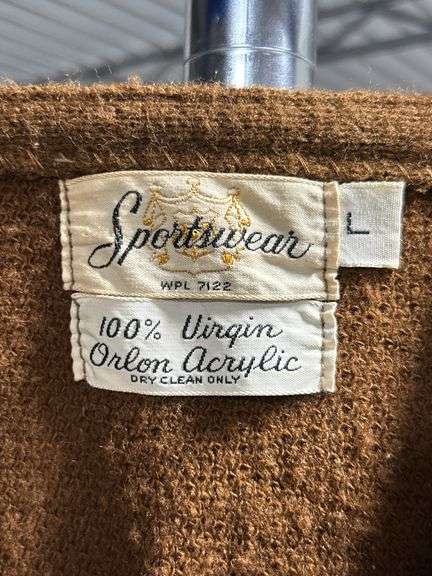 Sportswear
L
WPL 7122
100% Virgin
Orlon Acrylic
DRY CLEAN ONLY